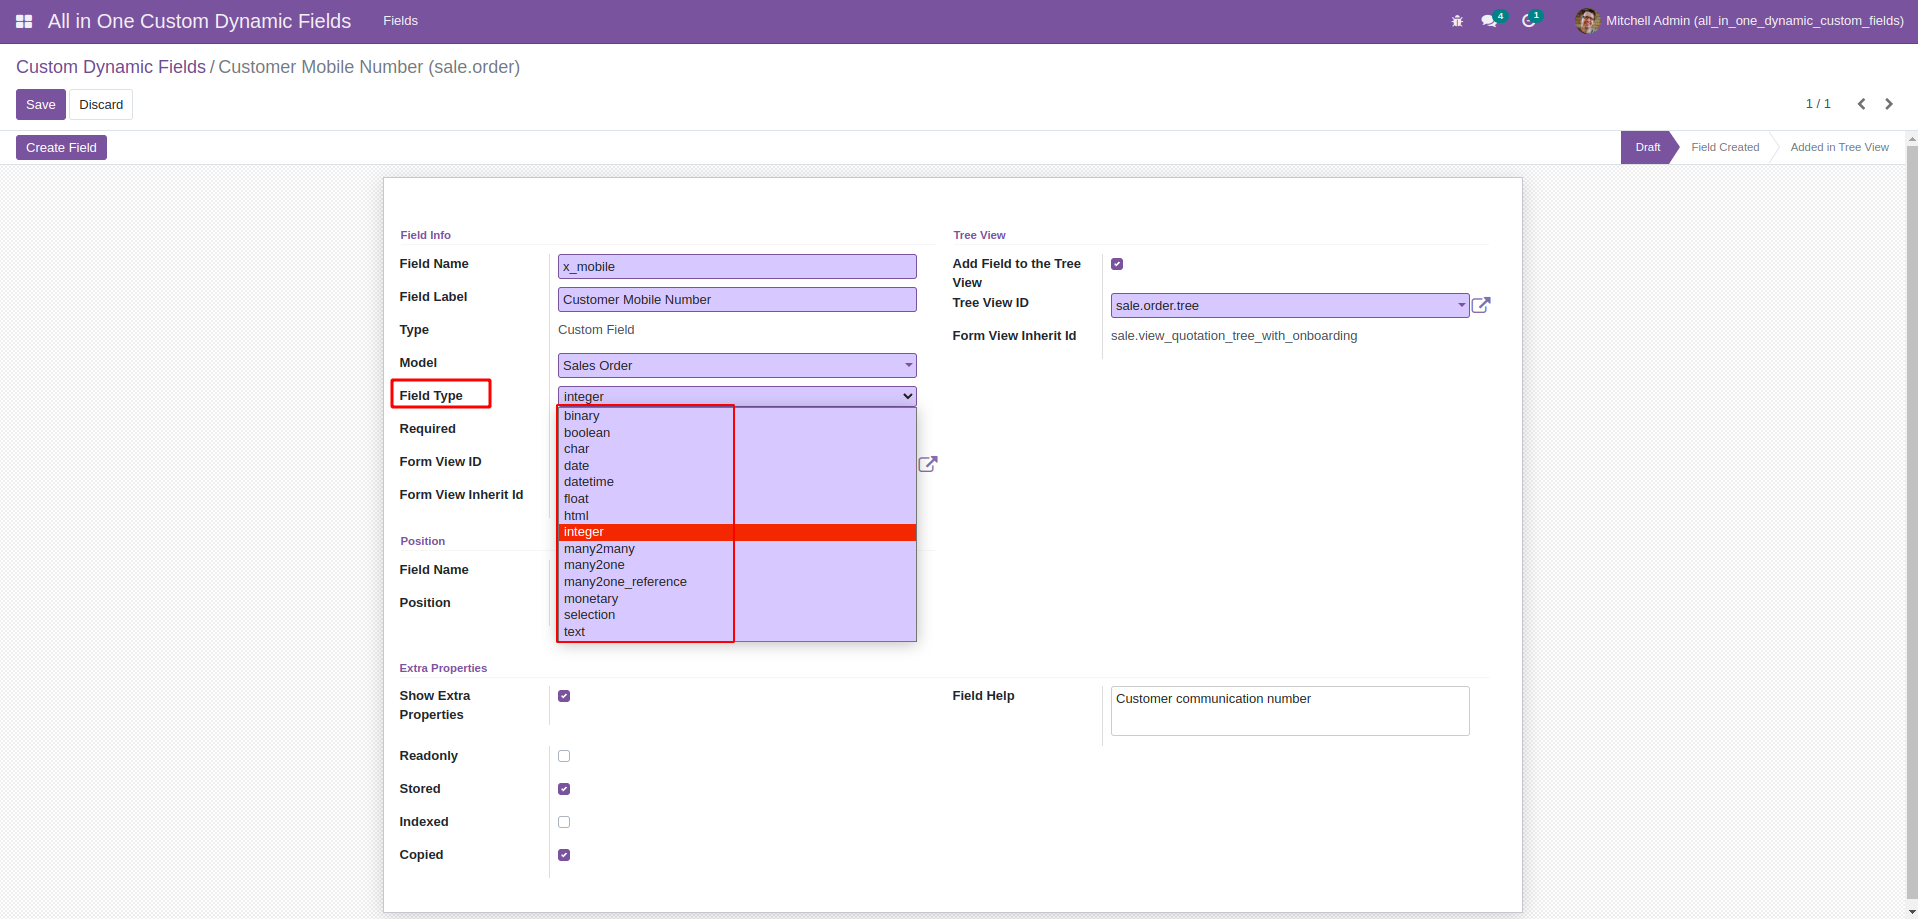 All in One Custom Dynamic Fields Fields 4 1 Mitchell Admin (all_in_one_dynamic_custom_fields)
Custom Dynamic Fields / Customer Mobile Number (sale.order)
Save Discard 1 / 1
Create Field Draft Field Created Added in Tree View
Field Info
Field Name x_mobile
Field Label Customer Mobile Number
Type Custom Field
Model Sales Order
Field Type integer
binary
boolean
char
date
datetime
float
html
integer
many2many
many2one
many2one_reference
monetary
selection
text
Required
Form View ID
Form View Inherit Id
Position
Field Name
Position
Tree View
Add Field to the Tree
View
Tree View ID sale.order.tree
Form View Inherit Id sale.view_quotation_tree_with_onboarding
Extra Properties
Show Extra
Properties
Readonly
Stored
Indexed
Copied
Field Help Customer communication number